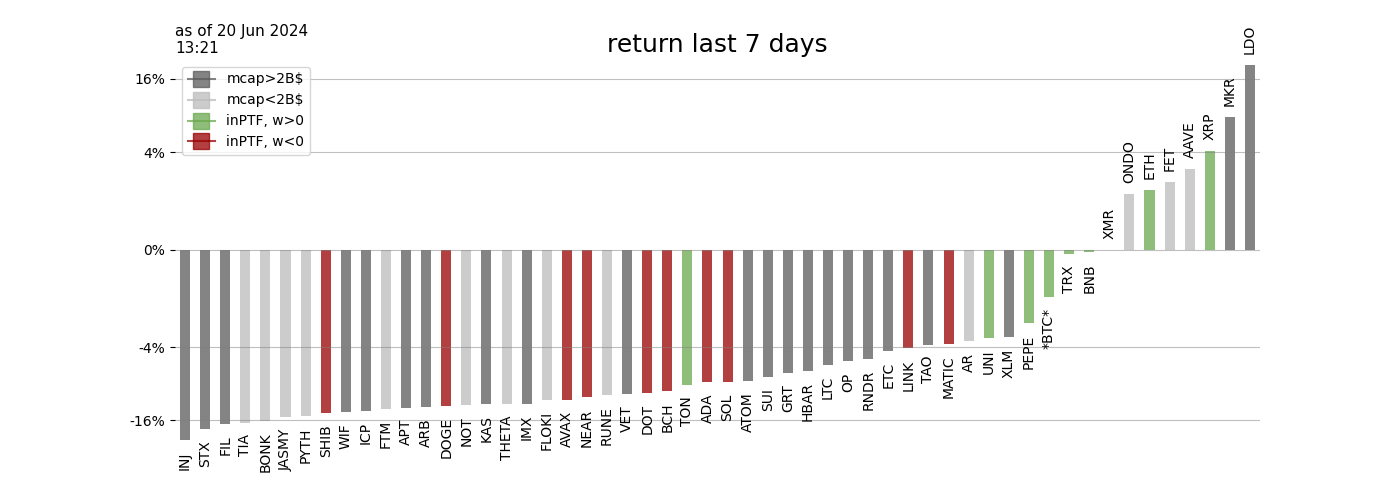 as of 20 Jun 2024
13:21
return last 7 days
mcap>2B$
mcap<2B$
inPTF, w>0
inPTF, w<0
16%
4%
0%
-4%
-16%
INJ
STX
FIL
TIA
BONK
JASMY
PYTH
SHIB
WIF
ICP
FTM
APT
ARB
DOGE
NOT
KAS
THETA
IMX
FLOKI
AVAX
NEAR
RUNE
VET
DOT
BCH
TON
ADA
SOL
ATOM
SUI
GRT
HBAR
LTC
OP
RNDR
ETC
LINK
TAO
MATIC
AR
UNI
XLM
PEPE
*BTC*
TRX
BNB
XMR
ONDO
ETH
FET
AAVE
XRP
MKR
LDO